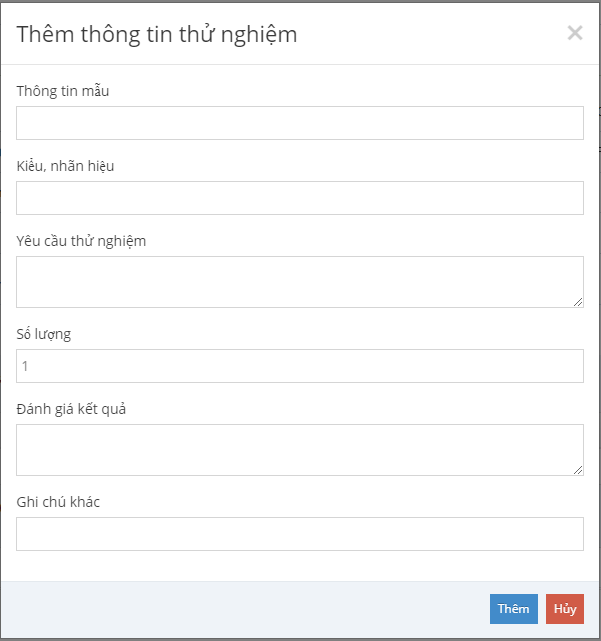 Thêm thông tin thử nghiệm
×
Thông tin mẫu
Kiểu, nhãn hiệu
Yêu cầu thử nghiệm
Số lượng
1
Đánh giá kết quả
Ghi chú khác
Thêm Hủy